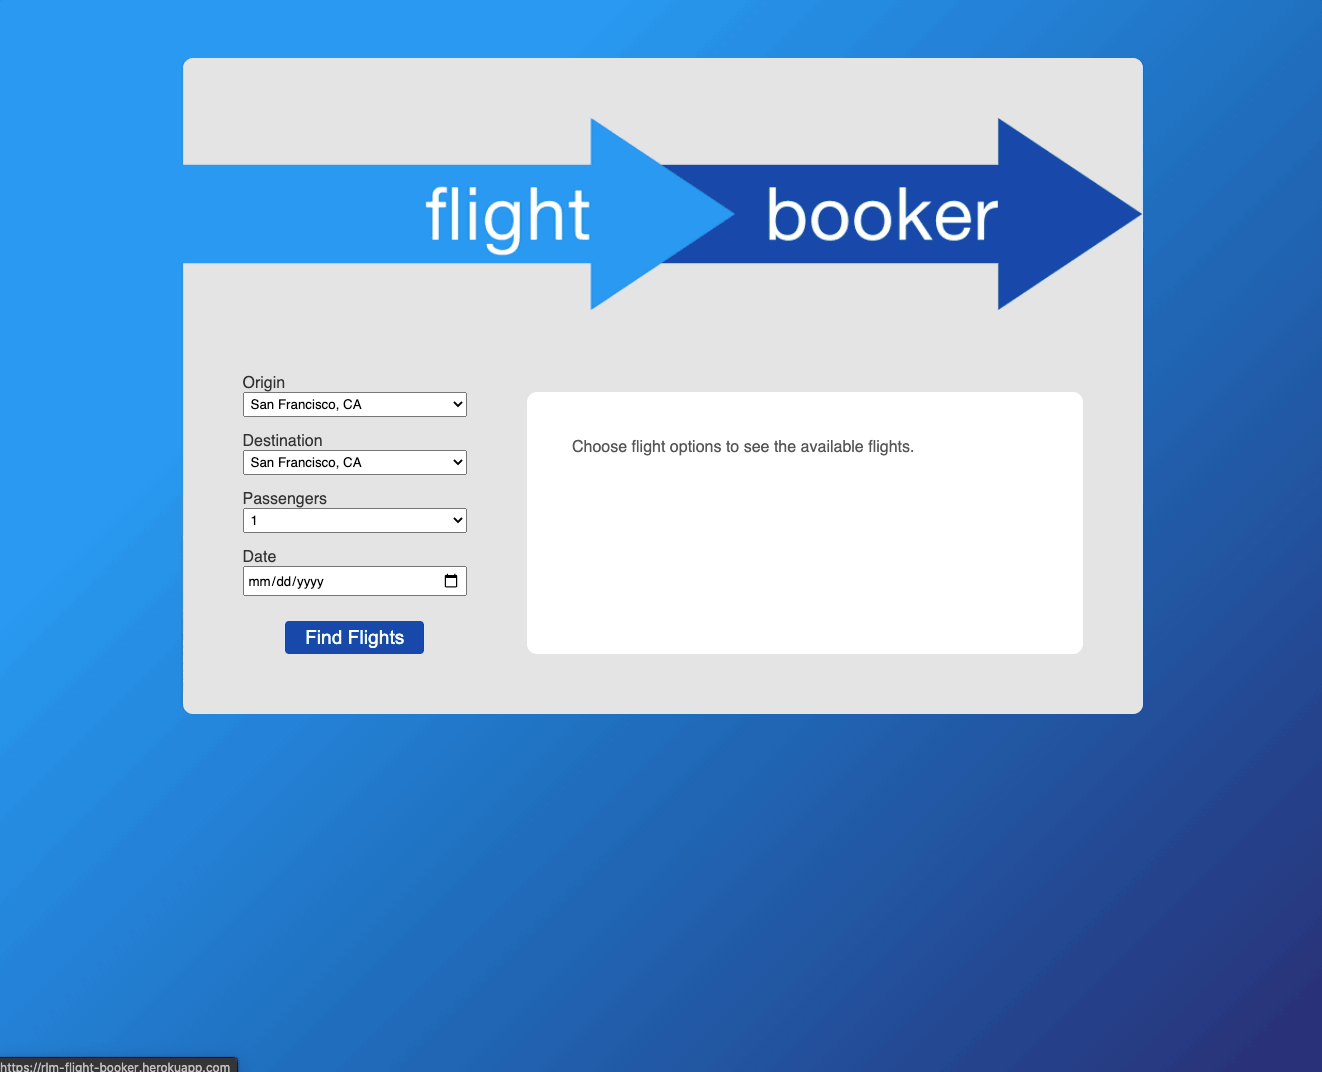 flight booker
Origin
San Francisco, CA
Destination
San Francisco, CA
Passengers
1
Date
mm/dd/yyyy
Find Flights
Choose flight options to see the available flights.
https://rlm-flight-booker.herokuapp.com